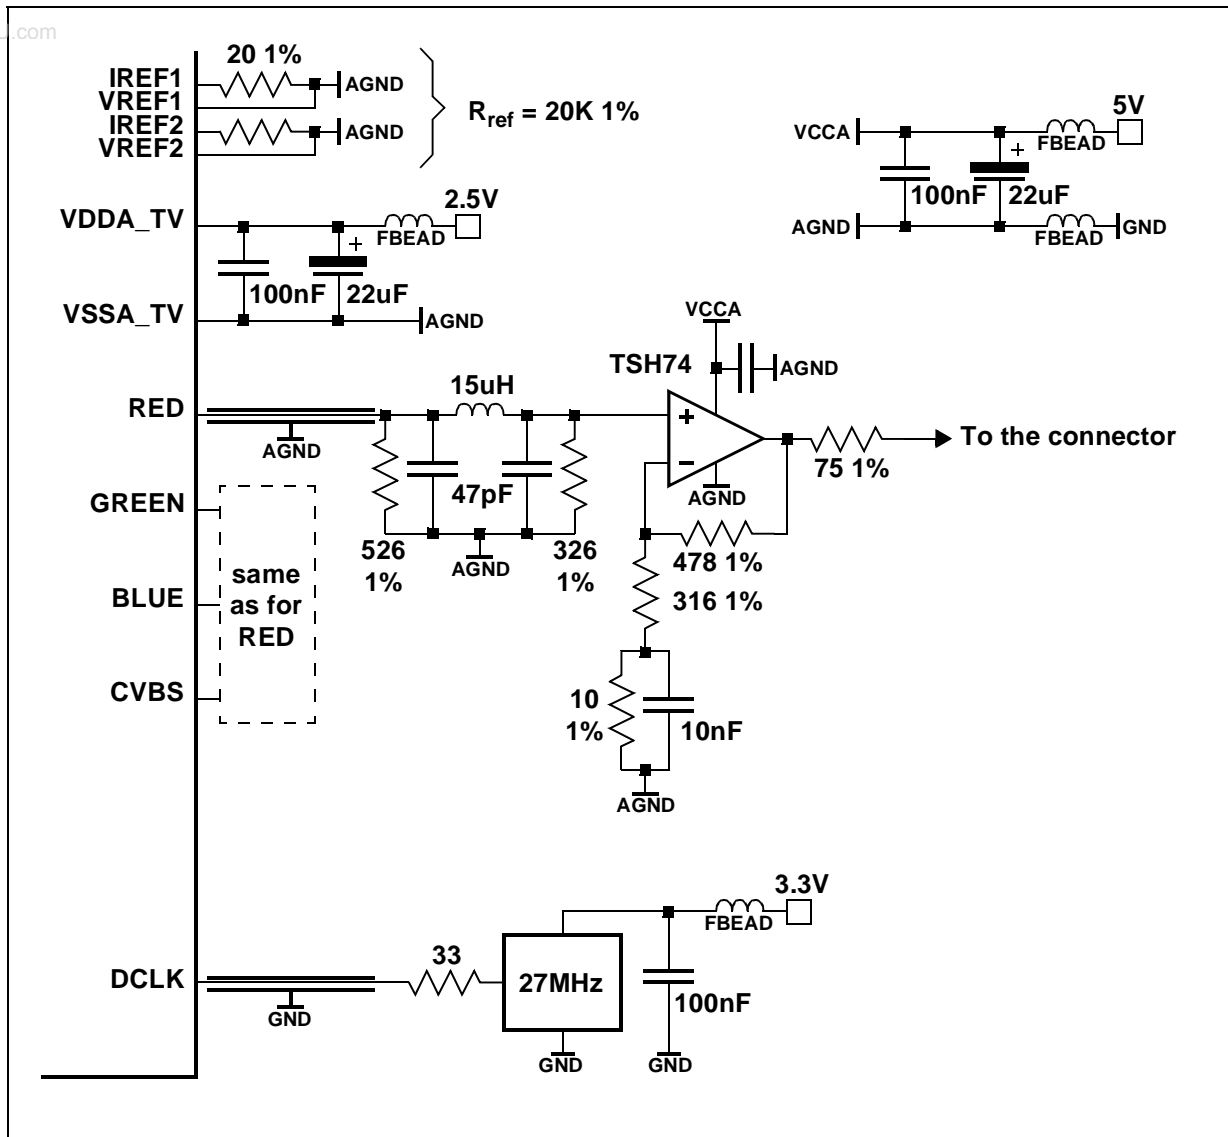 U.com
20 1%
IREF1
AGND
VREF1
IREF2
AGND
VREF2
Rref = 20K 1%
5V
VCCA
FBEAD
+
100nF
22uF
AGND
FBEAD
GND
VDDA_TV
2.5V
FBEAD
+
100nF
22uF
VSSA_TV
AGND
VCCA
TSH74
AGND
RED
15uH
AGND
+
-
To the connector
75 1%
47pF
AGND
GREEN
526
1%
AGND
326
1%
478 1%
316 1%
BLUE
same
as for
RED
CVBS
10
1%
10nF
AGND
3.3V
FBEAD
DCLK
33
27MHz
100nF
GND
GND
GND